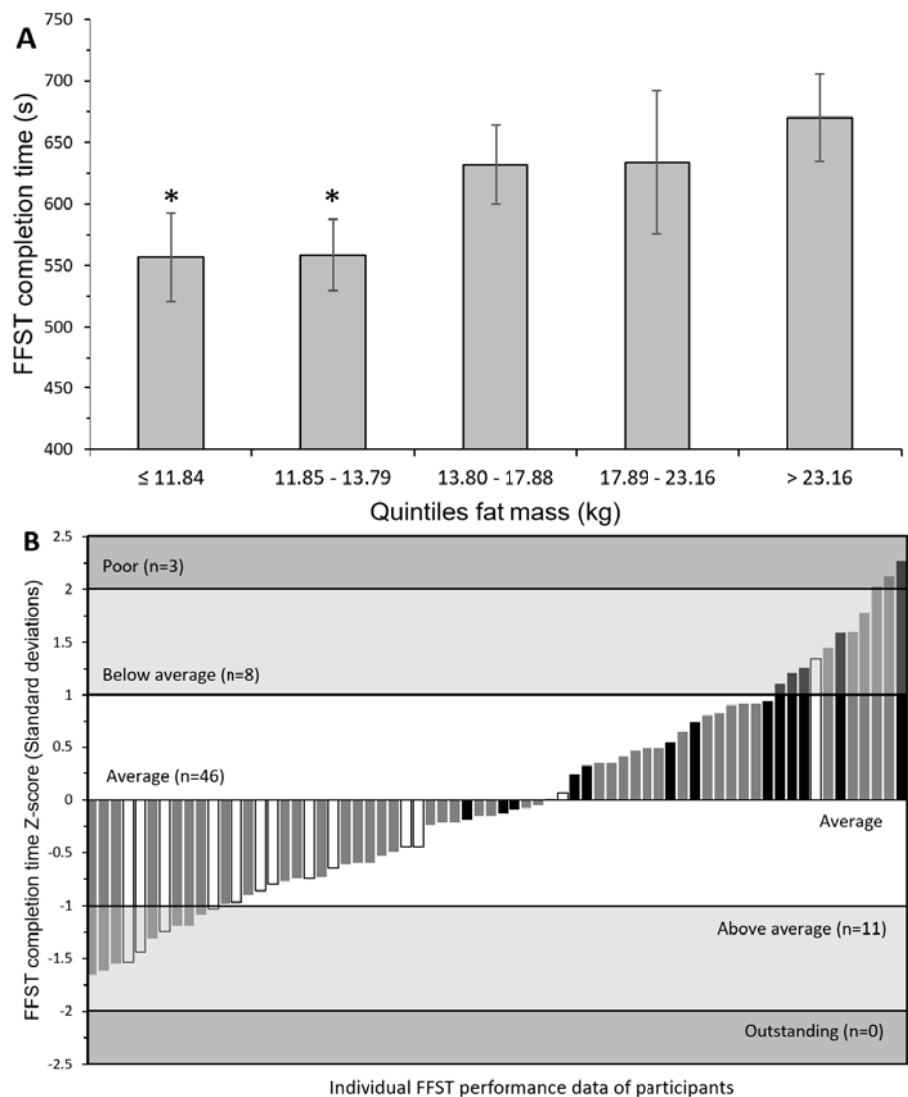 A
FFST completion time (s)
750
700
650
600
550
500
450
400
*
*
≤ 11.84
11.85 - 13.79
13.80 - 17.88
17.89 - 23.16
> 23.16
Quintiles fat mass (kg)
B
FFST completion time Z-score (Standard deviations)
2.5
2
1.5
1
0.5
0
-0.5
-1
-1.5
-2
-2.5
Poor (n=3)
Below average (n=8)
Average (n=46)
Average
Above average (n=11)
Outstanding (n=0)
Individual FFST performance data of participants